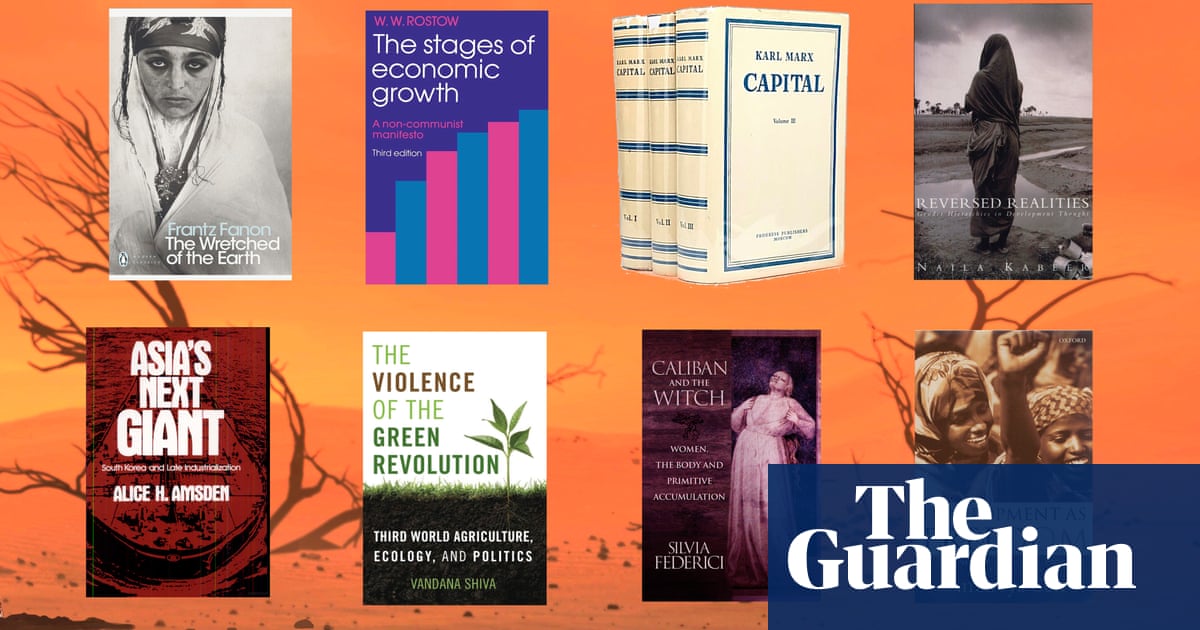 Frantz Fanon
The Wretched
of the Earth
W. W. ROSTOW
The stages of
economic
growth
A non-communist
manifesto
Third edition
KARL MARX
CAPITAL
Vol. I
KARL MARX
CAPITAL
Vol. II
KARL MARX
CAPITAL
Vol. III
KARL MARX
CAPITAL
Volume III
PROGRESS PUBLISHERS
MOSCOW
REVERSED REALITIES
Gender Hierarchies in Development Thought
NAILA KABEER
ASIA'S
NEXT
GIANT
South Korea and Late Industrialization
ALICE H. AMSDEN
THE
VIOLENCE
OF THE
GREEN
REVOLUTION
THIRD WORLD AGRICULTURE,
ECOLOGY, AND POLITICS
VANDANA SHIVA
CALIBAN
AND THE
WITCH
WOMEN,
THE BODY AND
PRIMITIVE
ACCUMULATION
SILVIA
FEDERICI
OXFORD
The
Guardian